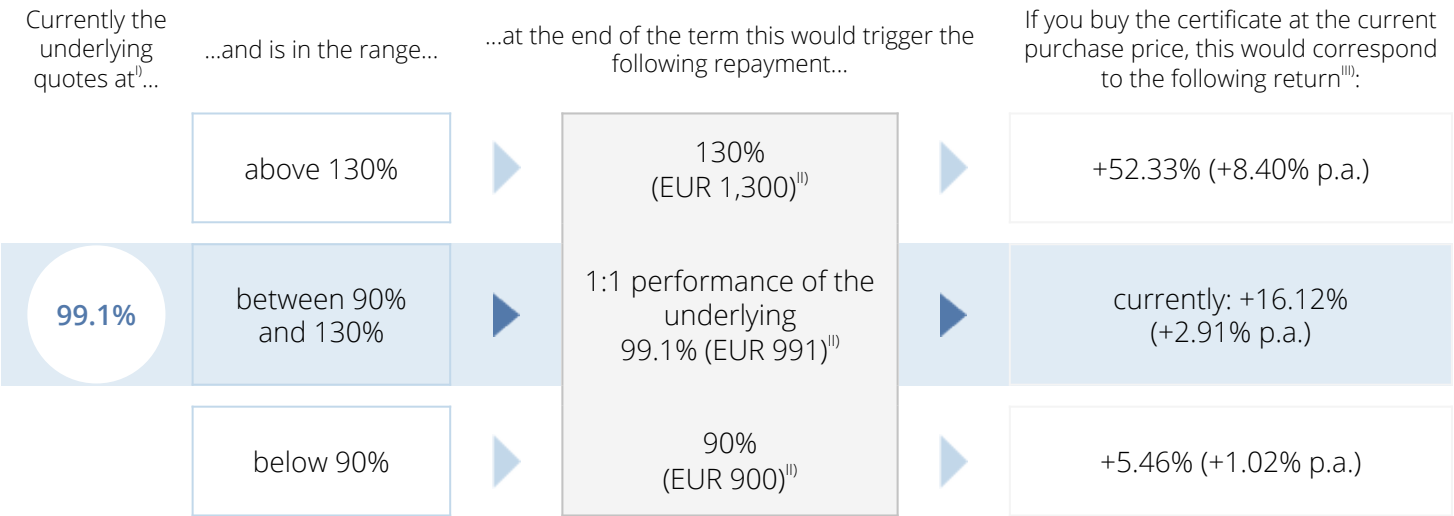 Currently the
underlying
quotes atI)...
...and is in the range...
...at the end of the term this would trigger the
following repayment...
If you buy the certificate at the current
purchase price, this would correspond
to the following returnIII):
above 130%
130%
(EUR 1,300)II)
+52.33% (+8.40% p.a.)
99.1%
between 90%
and 130%
1:1 performance of the
underlying
99.1% (EUR 991)II)
currently: +16.12%
(+2.91% p.a.)
below 90%
90%
(EUR 900)II)
+5.46% (+1.02% p.a.)